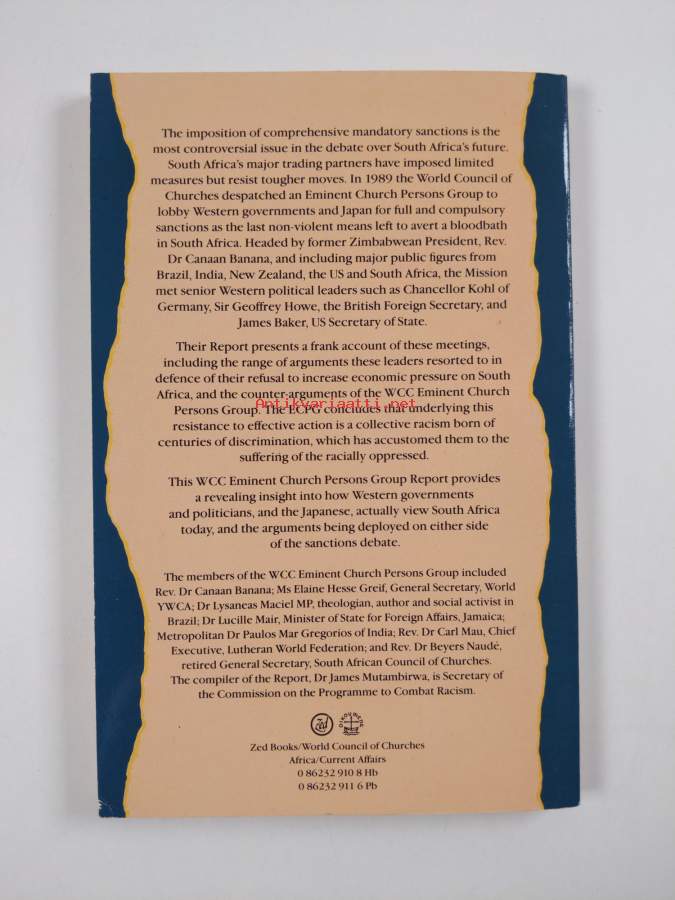 The imposition of comprehensive mandatory sanctions is the
most controversial issue in the debate over South Africa's future.
South Africa's major trading partners have imposed limited
measures but resist tougher moves. In 1989 the World Council of
Churches despatched an Eminent Church Persons Group to
lobby Western governments and Japan for full and compulsory
sanctions as the last non-violent means left to avert a bloodbath
in South Africa. Headed by former Zimbabwean President, Rev.
Dr Canaan Banana, and including major public figures from
Brazil, India, New Zealand, the US and South Africa, the Mission
met senior Western political leaders such as Chancellor Kohl of
Germany, Sir Geoffrey Howe, the British Foreign Secretary, and
James Baker, US Secretary of State.
Their Report presents a frank account of these meetings,
including the range of arguments these leaders resorted to in
defence of their refusal to increase economic pressure on South
Africa, and the counter-arguments of the WCC Eminent Church
Antikvariaatti.net
Persons Group. The ECPG concludes that underlying this
resistance to effective action is a collective racism born of
centuries of discrimination, which has accustomed them to the
suffering of the racially oppressed.
This WCC Eminent Church Persons Group Report provides
a revealing insight into how Western governments
and politicians, and the Japanese, actually view South Africa
today, and the arguments being deployed on either side
of the sanctions debate.
The members of the WCC Eminent Church Persons Group included
Rev. Dr Canaan Banana; Ms Elaine Hesse Greif, General Secretary, World
YWCA; Dr Lysaneas Maciel MP, theologian, author and social activist in
Brazil; Dr Lucille Mair, Minister of State for Foreign Affairs, Jamaica;
Metropolitan Dr Paulos Mar Gregorios of India; Rev. Dr Carl Mau, Chief
Executive, Lutheran World Federation; and Rev. Dr Beyers Naudé,
retired General Secretary, South African Council of Churches.
The compiler of the Report, Dr James Mutambirwa, is Secretary of
the Commission on the Programme to Combat Racism.
Zed
OIKOUMENE
Zed Books/World Council of Churches
Africa/Current Affairs
0 86232 910 8 Hb
0 86232 911 6 Pb